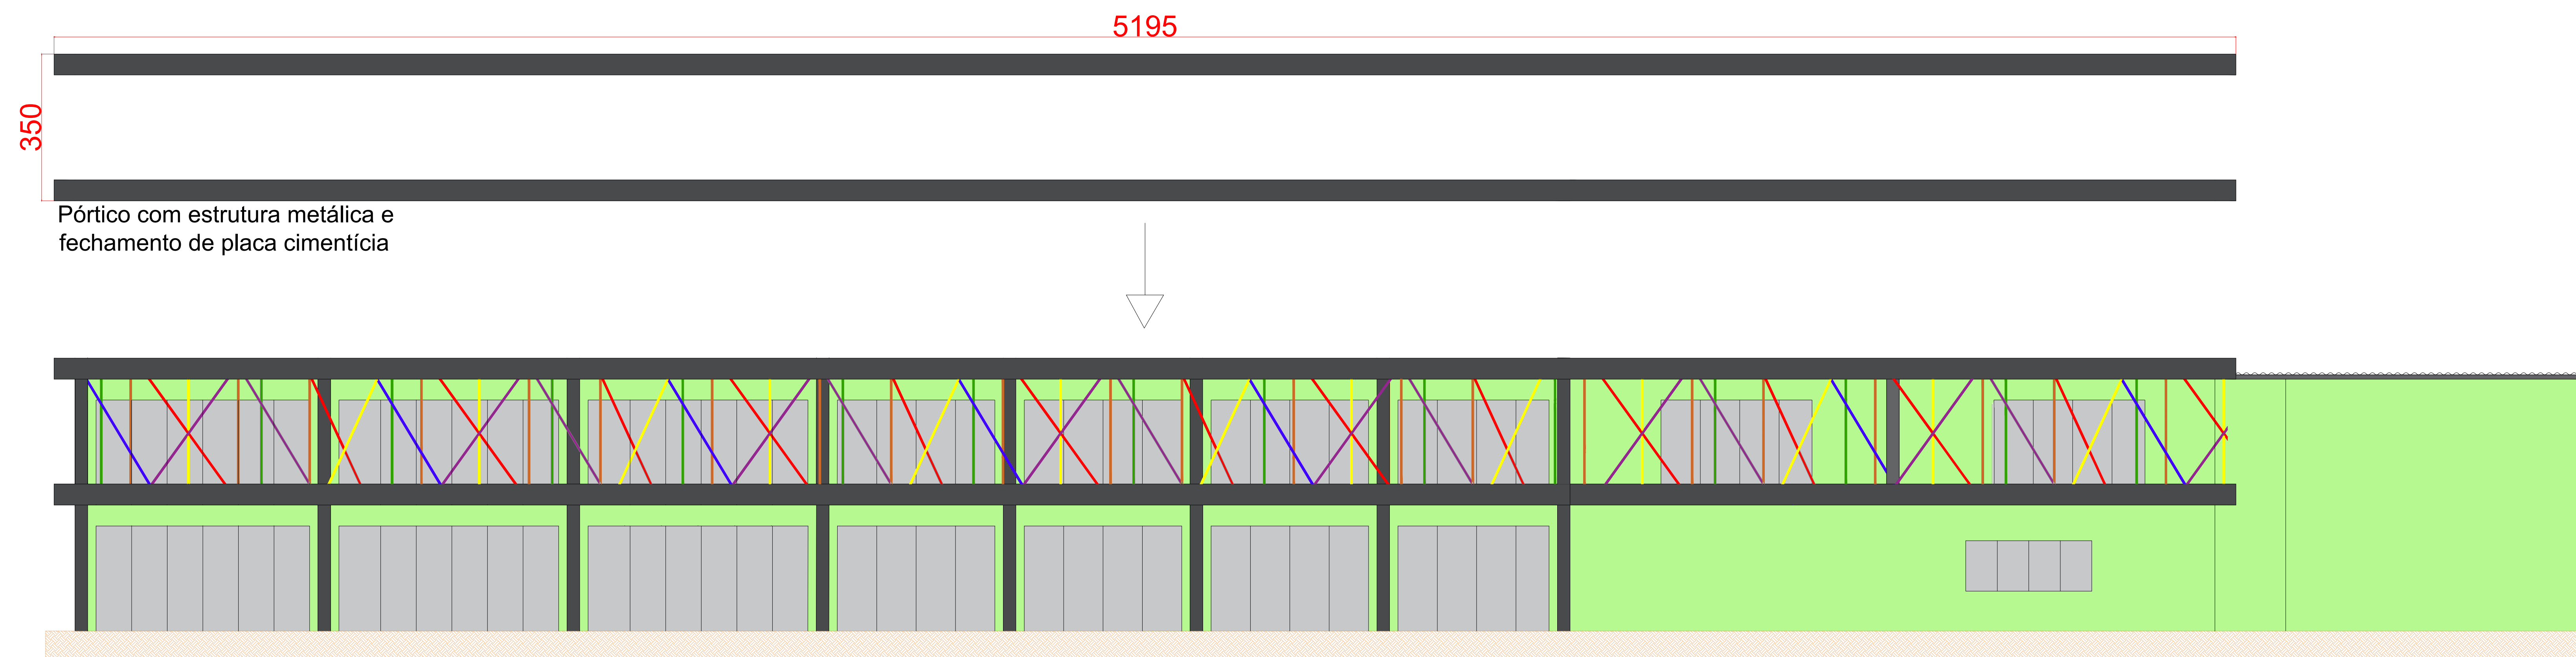 5195
350
Pórtico com estrutura metálica e
fechamento de placa cimentícia